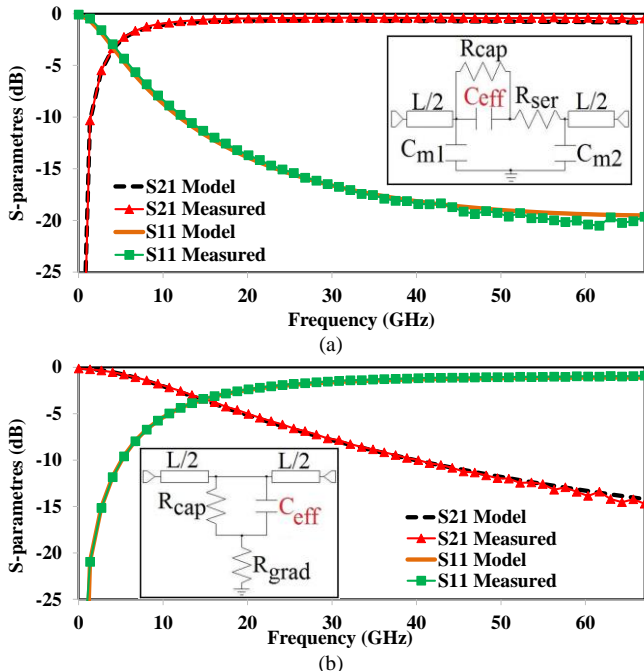 0
-5
-10
-15
-20
-25
S-parametres (dB)
Rcap
L/2
Ceff
Rser
L/2
Cm1
Cm2
S21 Model
S21 Measured
S11 Model
S11 Measured
0 10 20 30 40 50 60
Frequency (GHz)
(a)
0
-5
-10
-15
-20
-25
S-parametres (dB)
L/2
L/2
Rcap
Ceff
Rgrad
S21 Model
S21 Measured
S11 Model
S11 Measured
0 10 20 30 40 50 60
Frequency (GHz)
(b)